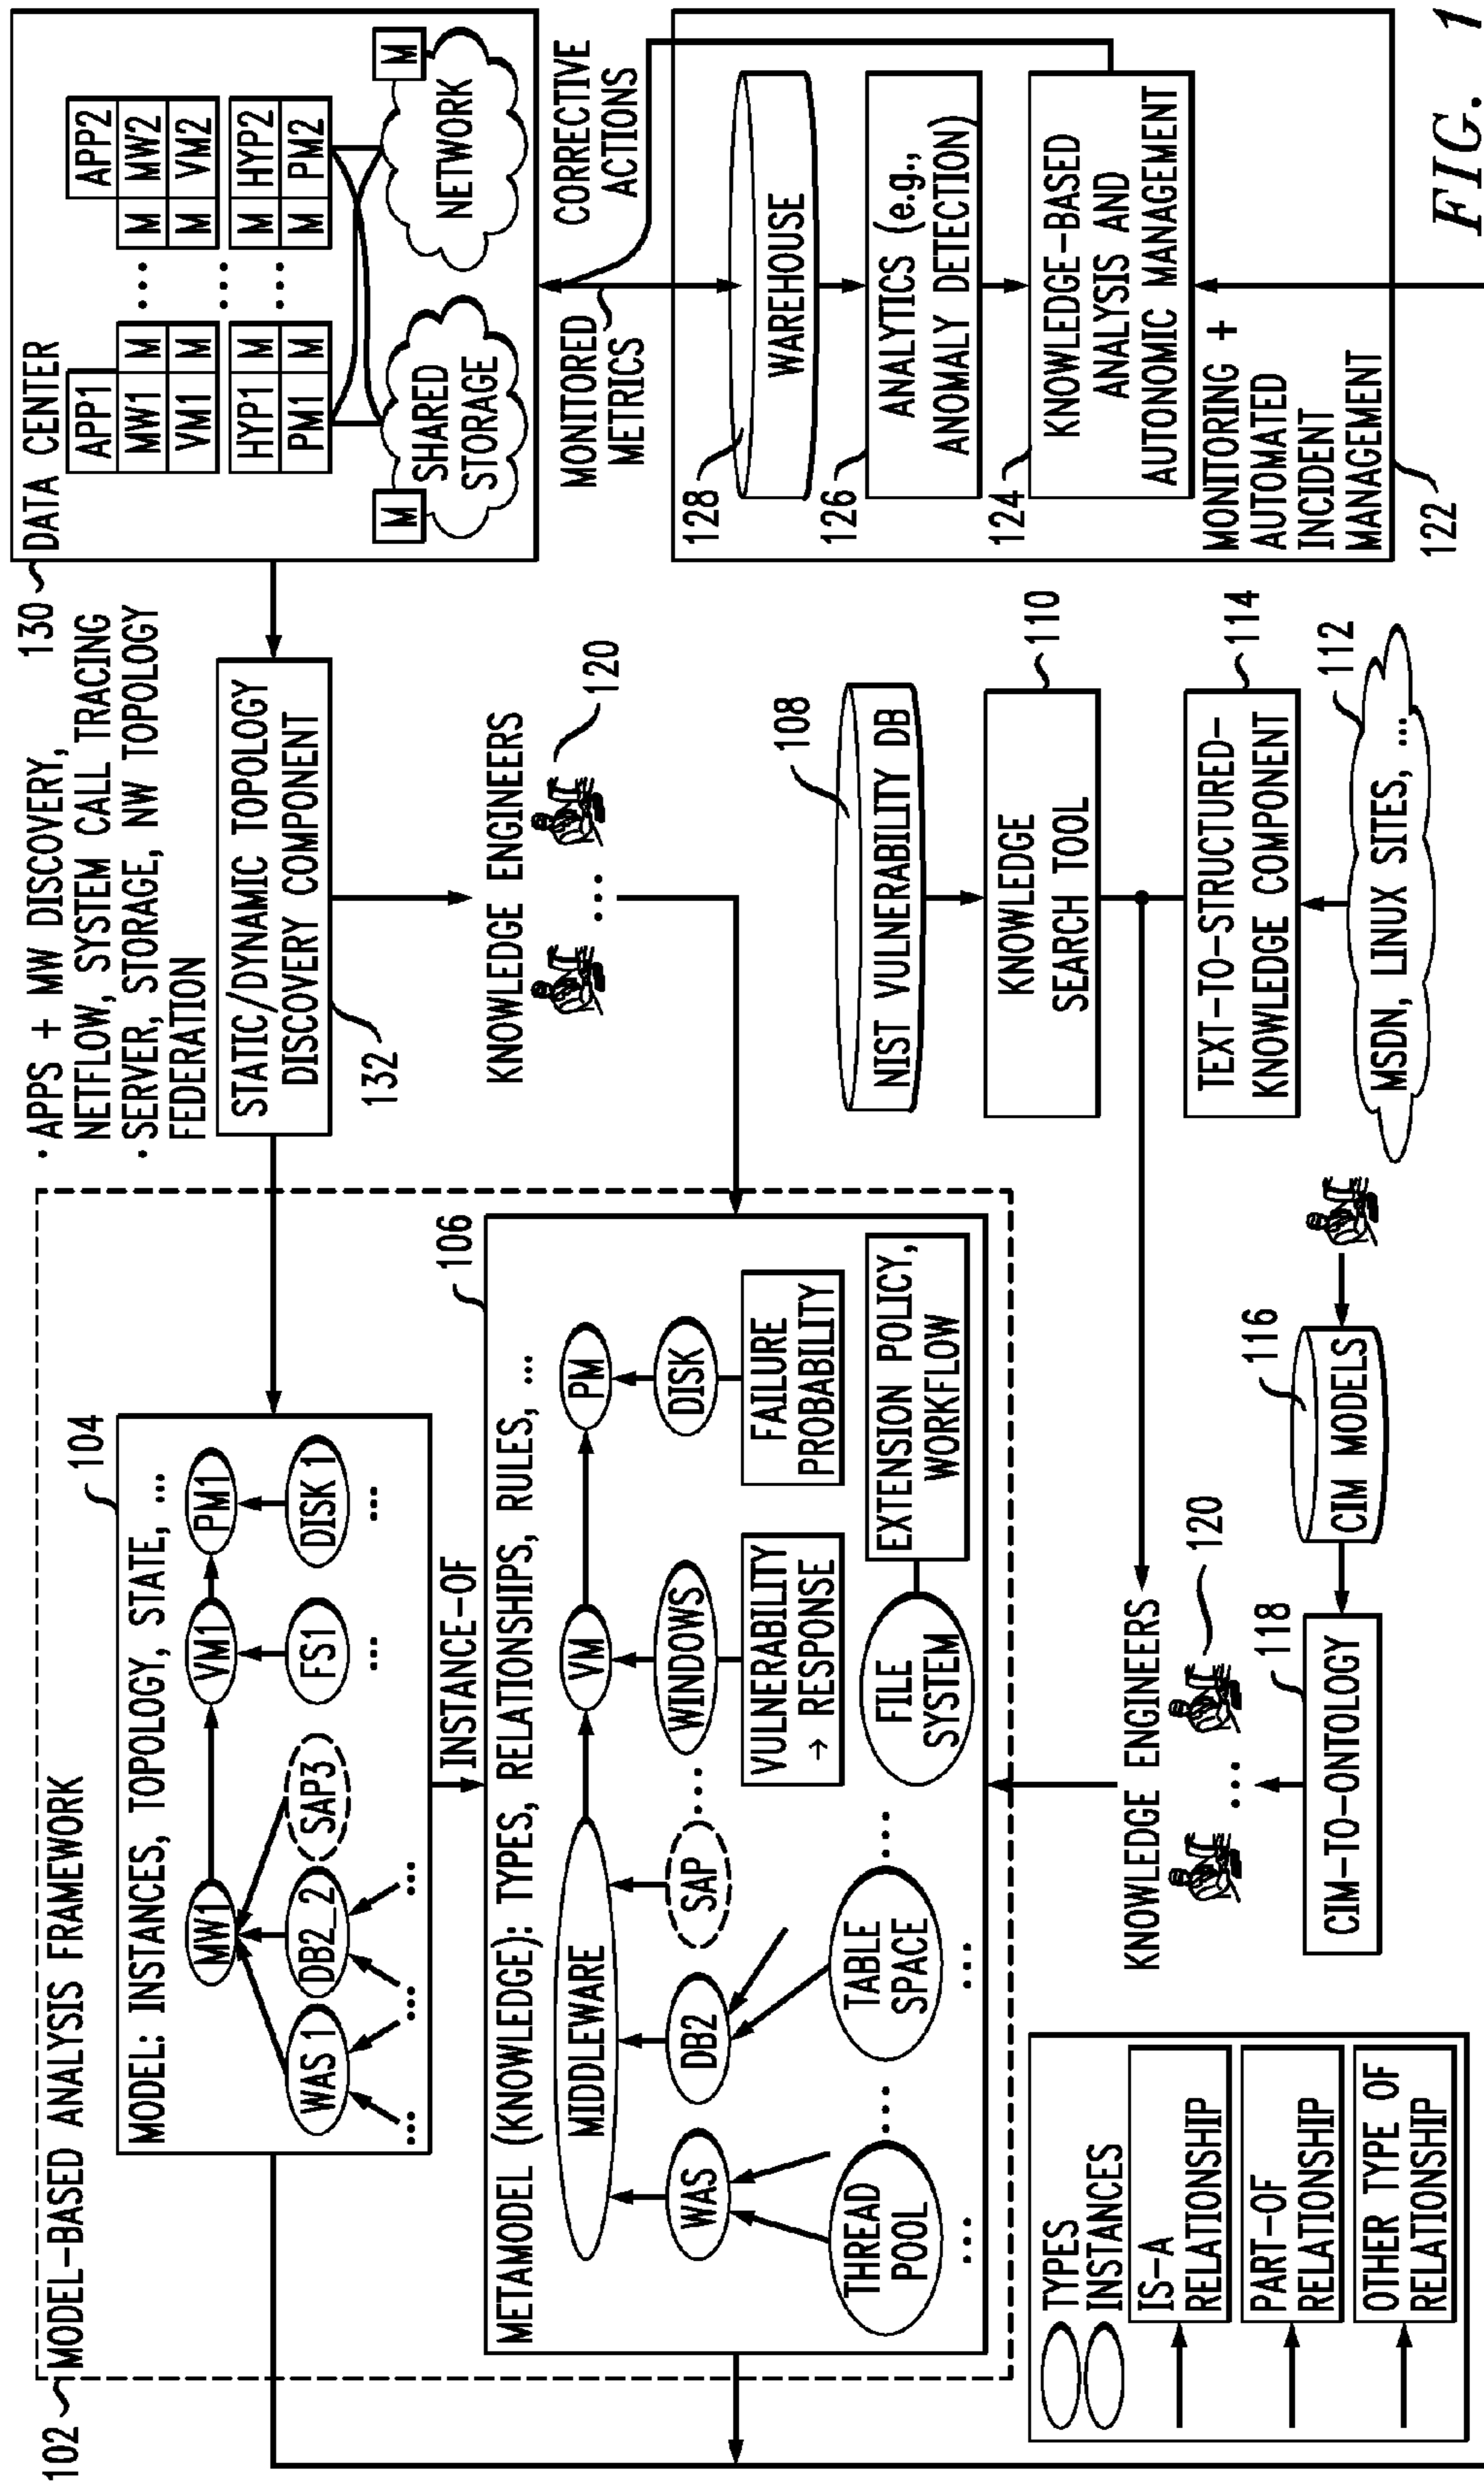 102
MODEL-BASED ANALYSIS FRAMEWORK
104
MODEL: INSTANCES, TOPOLOGY, STATE, ...
MW1
VM1
PM1
WAS 1
DB2_2
SAP3
FS1
DISK 1
...
...
...
...
...
...
INSTANCE-OF
106
METAMODEL (KNOWLEDGE): TYPES, RELATIONSHIPS, RULES, ...
MIDDLEWARE
VM
PM
WAS
DB2
SAP
...
WINDOWS
DISK
VULNERABILITY
→ RESPONSE
FAILURE
PROBABILITY
THREAD
POOL
...
TABLE
SPACE
...
FILE
SYSTEM
EXTENSION POLICY,
WORKFLOW
...
...
TYPES
INSTANCES
IS-A
RELATIONSHIP
PART-OF
RELATIONSHIP
OTHER TYPE OF
RELATIONSHIP
KNOWLEDGE ENGINEERS
...
120
CIM-TO-ONTOLOGY
118
CIM MODELS
116
· APPS + MW DISCOVERY,
NETFLOW, SYSTEM CALL TRACING
· SERVER, STORAGE, NW TOPOLOGY
FEDERATION
STATIC/DYNAMIC TOPOLOGY
DISCOVERY COMPONENT
132
KNOWLEDGE ENGINEERS
...
120
108
NIST VULNERABILITY DB
KNOWLEDGE
SEARCH TOOL
110
TEXT-TO-STRUCTURED-
KNOWLEDGE COMPONENT
114
112
MSDN, LINUX SITES, ...
130
DATA CENTER
APP1
MW1 M
VM1 M
HYP1 M
PM1 M
...
...
...
APP2
M MW2
M VM2
M HYP2
M PM2
M
SHARED
STORAGE
M
NETWORK
MONITORED
METRICS
CORRECTIVE
ACTIONS
128
WAREHOUSE
126
ANALYTICS (e.g.,
ANOMALY DETECTION)
124
KNOWLEDGE-BASED
ANALYSIS AND
AUTONOMIC MANAGEMENT
MONITORING +
AUTOMATED
INCIDENT
MANAGEMENT
122
FIG. 1